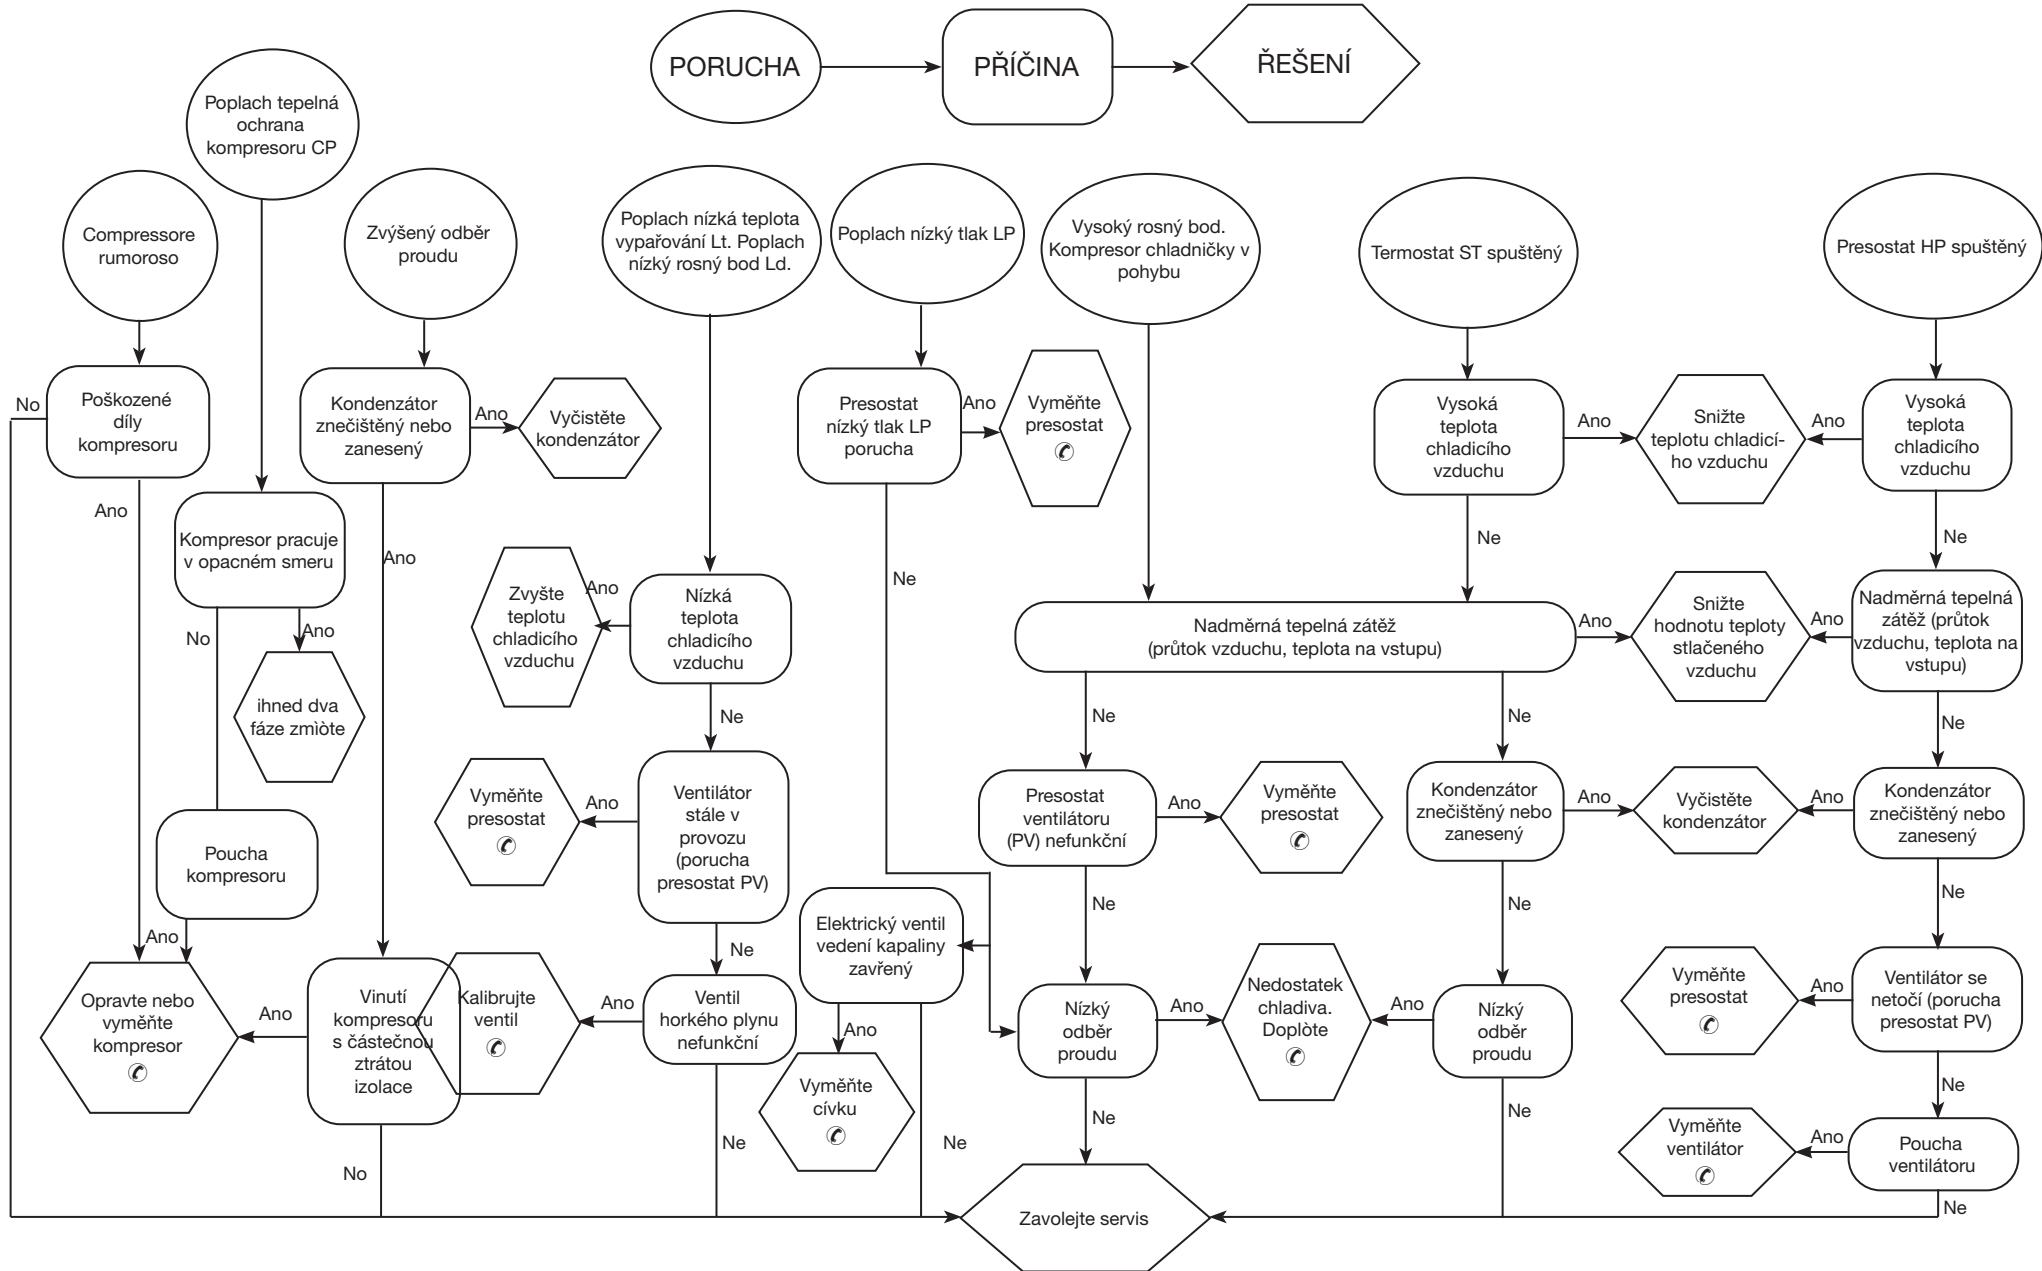 PORUCHA
PŘÍČINA
ŘEŠENÍ
Poplach tepelná
ochrana
kompresoru CP
Compressore
rumoroso
Zvýšený odběr
proudu
Poplach nízká teplota
vypařování Lt. Poplach
nízký rosný bod Ld.
Poplach nízký tlak LP
Vysoký rosný bod.
Kompresor chladničky v
pohybu
Termostat ST spuštěný
Presostat HP spuštěný
No
Poškozené
díly
kompresoru
Ano
Kondenzátor
znečištěný nebo
zanesený
Ano
Vyčistěte
kondenzátor
Ano
Presostat
nízký tlak LP
porucha
Ano
Vyměňte
presostat
✆
Ne
Vysoká
teplota
chladicího
vzduchu
Ano
Snižte
teplotu chladicí-
ho vzduchu
Ano
Vysoká
teplota
chladicího
vzduchu
Ne
Ne
Kompresor pracuje
v opacném smeru
No
Ano
ihned dva
fáze zmìòte
Zvyšte
teplotu
chladicího
vzduchu
Ano
Nízká
teplota
chladicího
vzduchu
Ne
Nadměrná tepelná zátěž
(průtok vzduchu, teplota na vstupu)
Ano
Snižte
hodnotu teploty
stlačeného
vzduchu
Ano
Nadměrná tepelná
zátěž (průtok
vzduchu, teplota na
vstupu)
Ne
Ne
Ne
Vyměňte
presostat
✆
Ano
Ventilátor
stále v
provozu
(porucha
presostat PV)
Ne
Presostat
ventilátoru
(PV) nefunkční
Ano
Vyměňte
presostat
✆
Ne
Kondenzátor
znečištěný nebo
zanesený
Ano
Vyčistěte
kondenzátor
Ano
Kondenzátor
znečištěný nebo
zanesený
Ne
Ne
Poucha
kompresoru
Ano
Opravte nebo
vyměňte
kompresor
✆
Ano
Vinutí
kompresoru
s částečnou
ztrátou
izolace
No
Kalibrujte
ventil
✆
Ano
Ventil
horkého plynu
nefunkční
Ne
Elektrický ventil
vedení kapaliny
zavřený
Ano
Vyměňte
cívku
✆
Ne
Nízký
odběr
proudu
Ano
Nedostatek
chladiva.
Doplòte
✆
Ano
Nízký
odběr
proudu
Ne
Ne
Vyměňte
presostat
✆
Ano
Ventilátor se
netočí (porucha
presostat PV)
Ne
Vyměňte
ventilátor
✆
Ano
Poucha
ventilátoru
Ne
Zavolejte servis